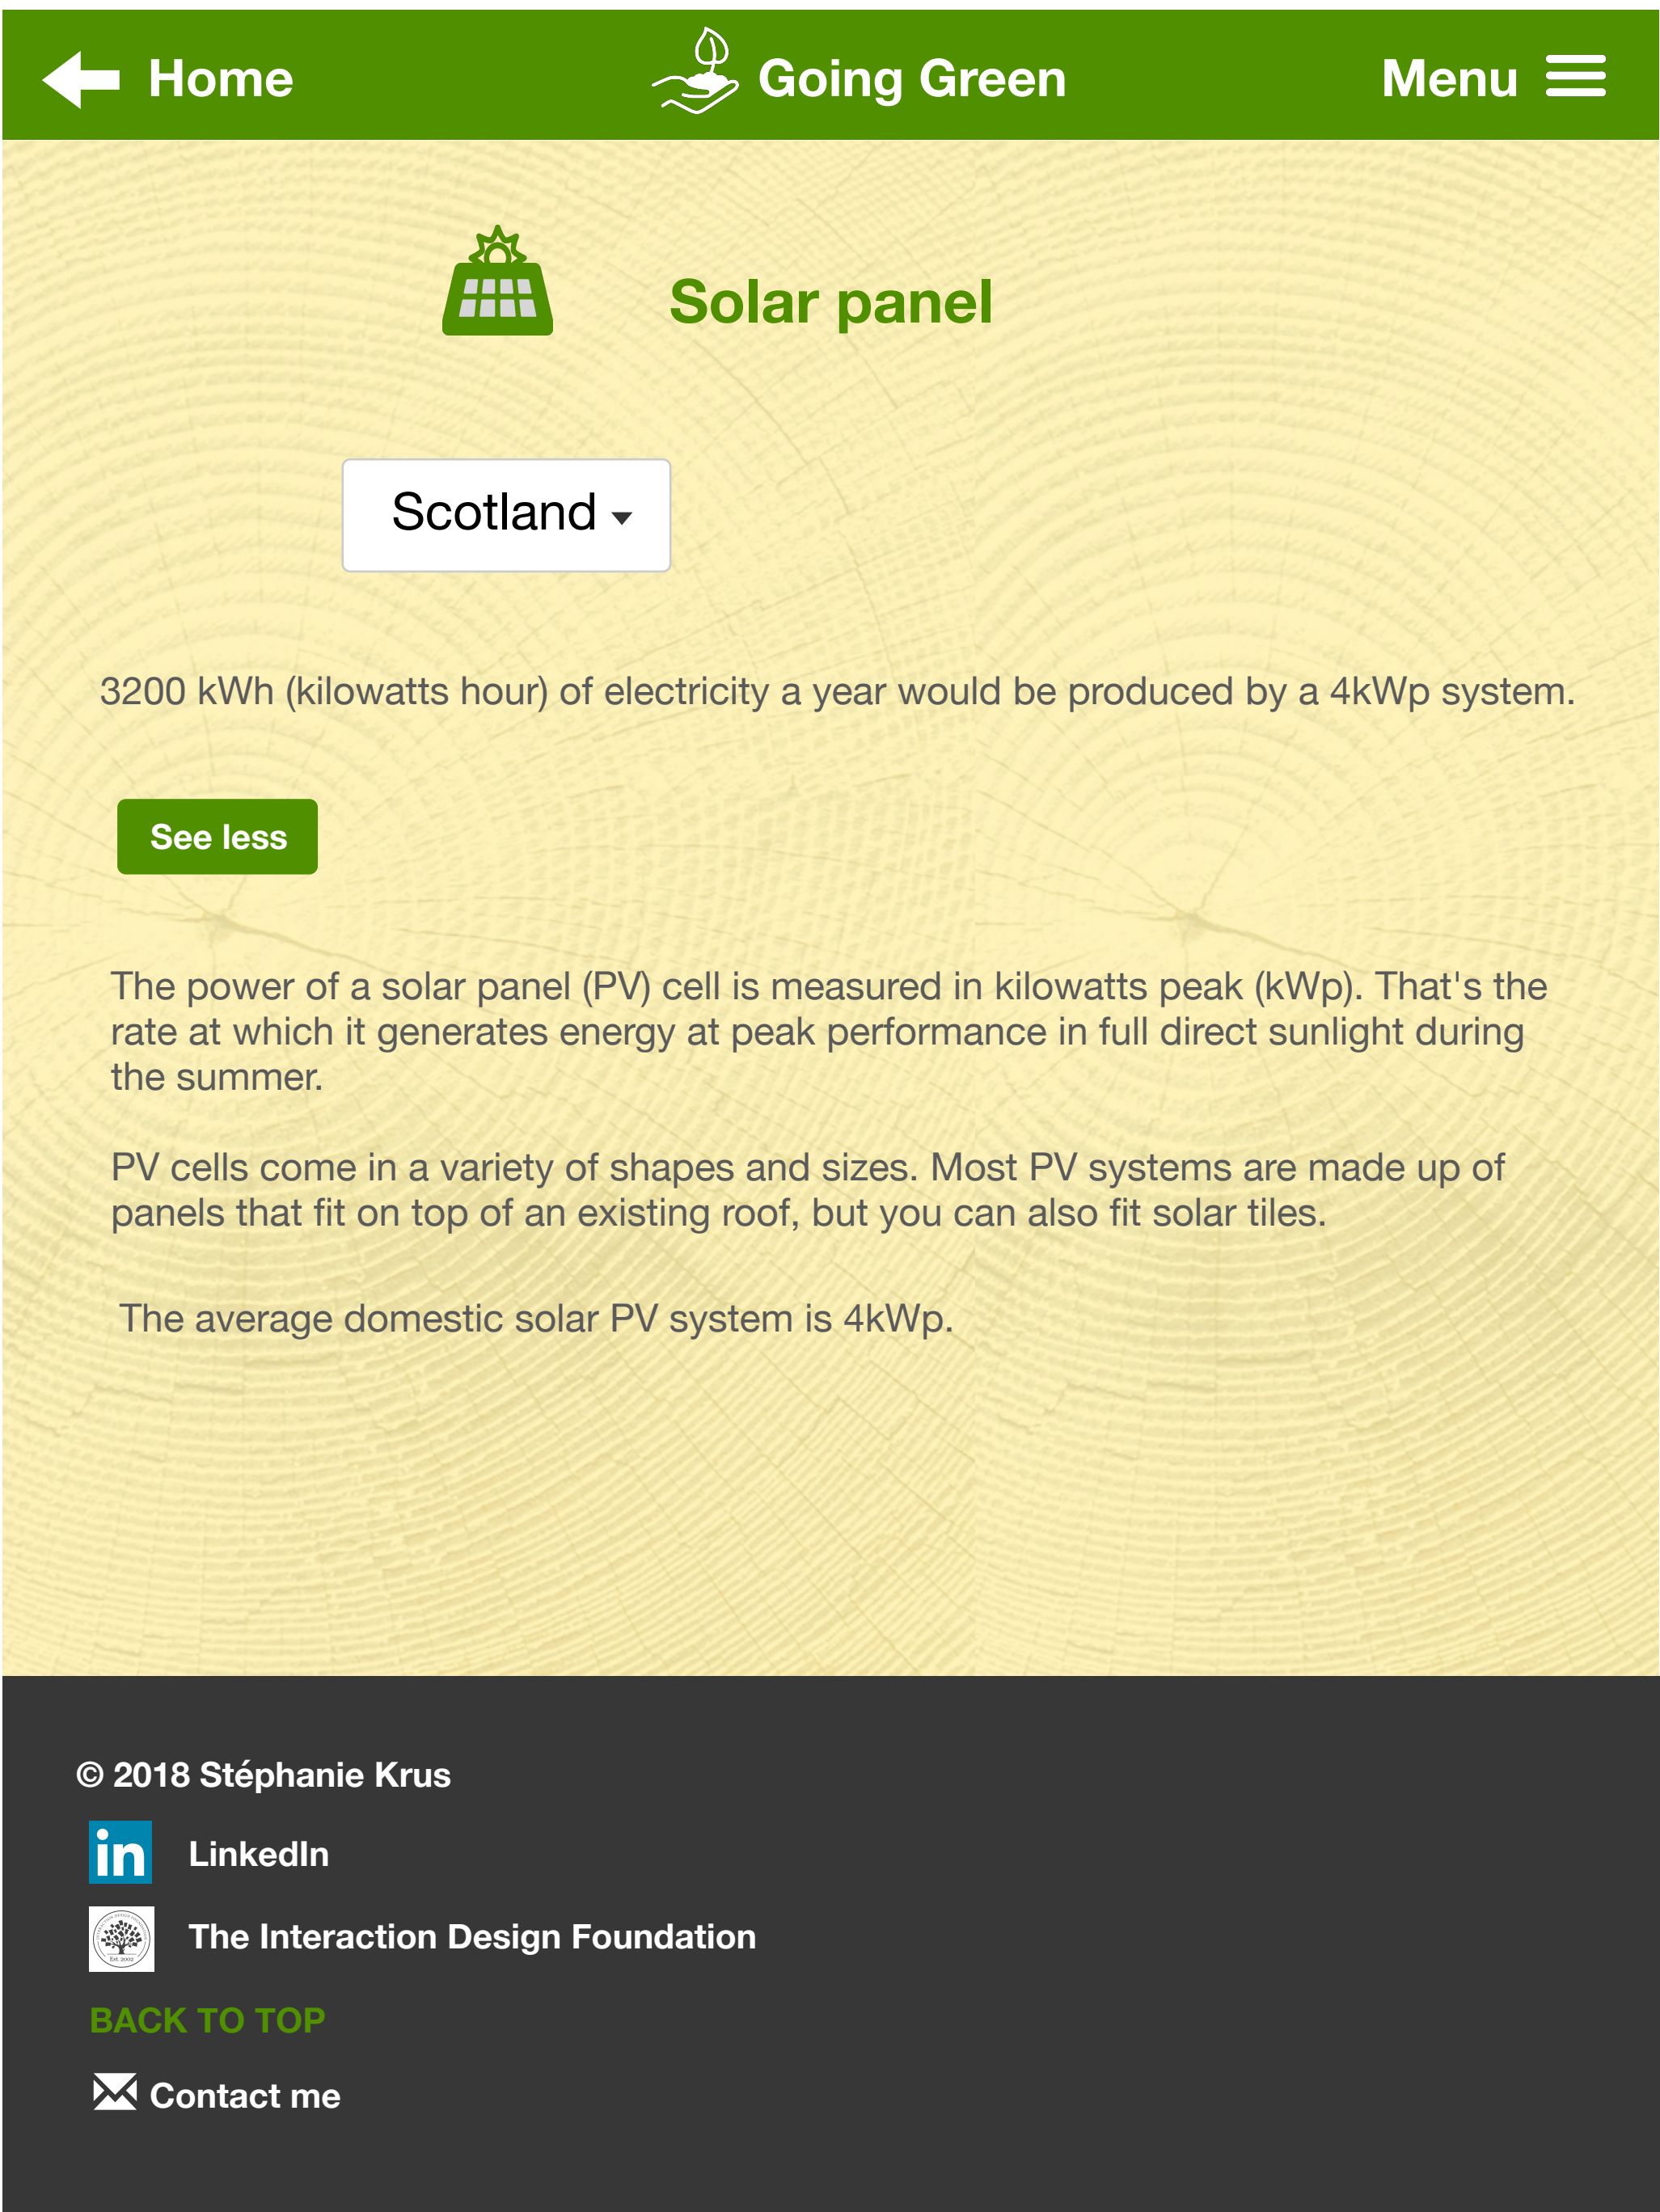 Home
Going Green
Menu
Solar panel
Scotland
3200 kWh (kilowatts hour) of electricity a year would be produced by a 4kWp system.
See less
The power of a solar panel (PV) cell is measured in kilowatts peak (kWp). That's the
rate at which it generates energy at peak performance in full direct sunlight during
the summer.
PV cells come in a variety of shapes and sizes. Most PV systems are made up of
panels that fit on top of an existing roof, but you can also fit solar tiles.
The average domestic solar PV system is 4kWp.
© 2018 Stéphanie Krus
in
LinkedIn
INTERACTION DESIGN FOUNDATION
Est. 2002
The Interaction Design Foundation
BACK TO TOP
Contact me